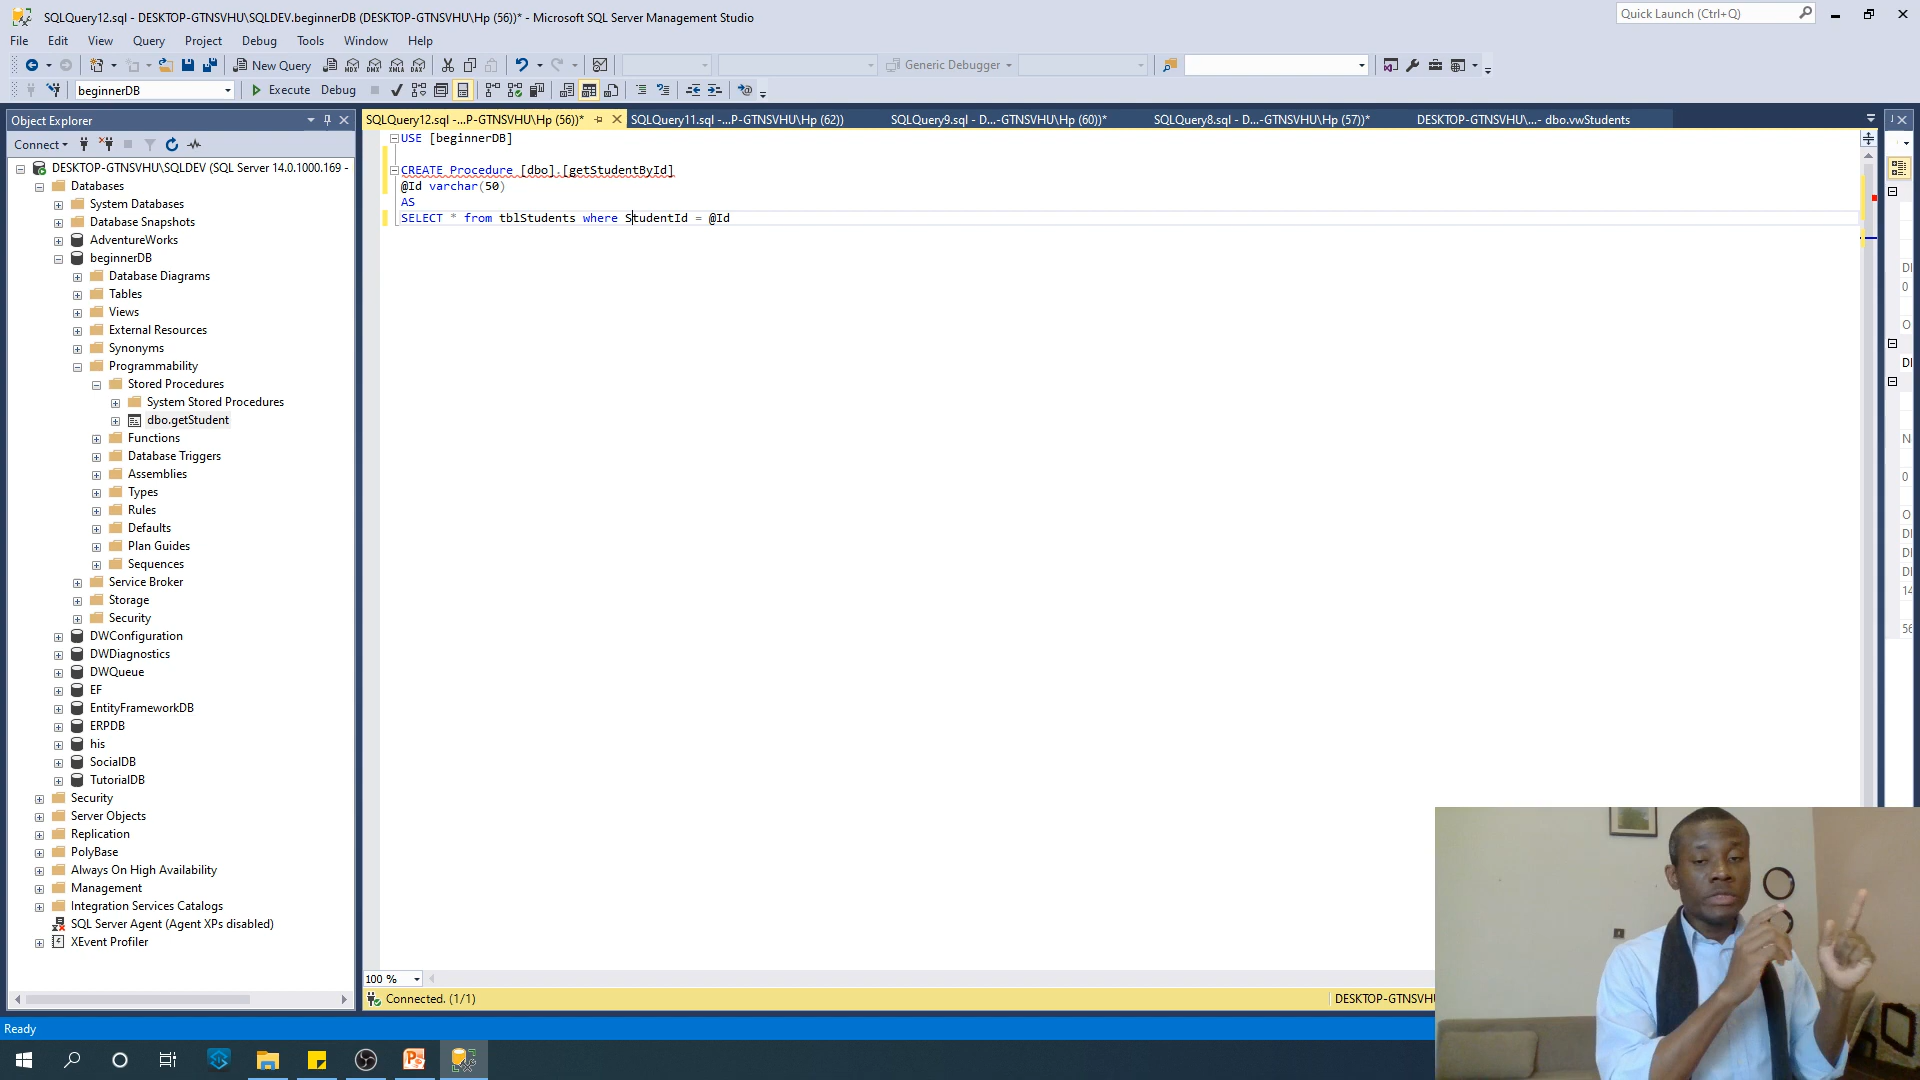 SQLQuery12.sql - DESKTOP-GTNSVHU\SQLDEV.beginnerDB (DESKTOP-GTNSVHU\Hp (56))* - Microsoft SQL Server Management Studio
Quick Launch (Ctrl+Q)
File Edit View Query Project Debug Tools Window Help
New Query
Generic Debugger
beginnerDB
Execute Debug
Object Explorer
SQLQuery12.sql -...P-GTNSVHU\Hp (56))*
SQLQuery11.sql -...P-GTNSVHU\Hp (62))
SQLQuery9.sql - D...-GTNSVHU\Hp (60))*
SQLQuery8.sql - D...-GTNSVHU\Hp (57))*
DESKTOP-GTNSVHU\...- dbo.vwStudents
Connect
DESKTOP-GTNSVHU\SQLDEV (SQL Server 14.0.1000.169 -
Databases
System Databases
Database Snapshots
AdventureWorks
beginnerDB
Database Diagrams
Tables
Views
External Resources
Synonyms
Programmability
Stored Procedures
System Stored Procedures
dbo.getStudent
Functions
Database Triggers
Assemblies
Types
Rules
Defaults
Plan Guides
Sequences
Service Broker
Storage
Security
DWConfiguration
DWDiagnostics
DWQueue
EF
EntityFrameworkDB
ERPDB
his
SocialDB
TutorialDB
Security
Server Objects
Replication
PolyBase
Always On High Availability
Management
Integration Services Catalogs
SQL Server Agent (Agent XPs disabled)
XEvent Profiler
USE [beginnerDB]
CREATE Procedure [dbo].[getStudentById]
@Id varchar(50)
AS
SELECT * from tblStudents where StudentId = @Id
100 %
Connected. (1/1)
DESKTOP-GTNSVHU
Ready